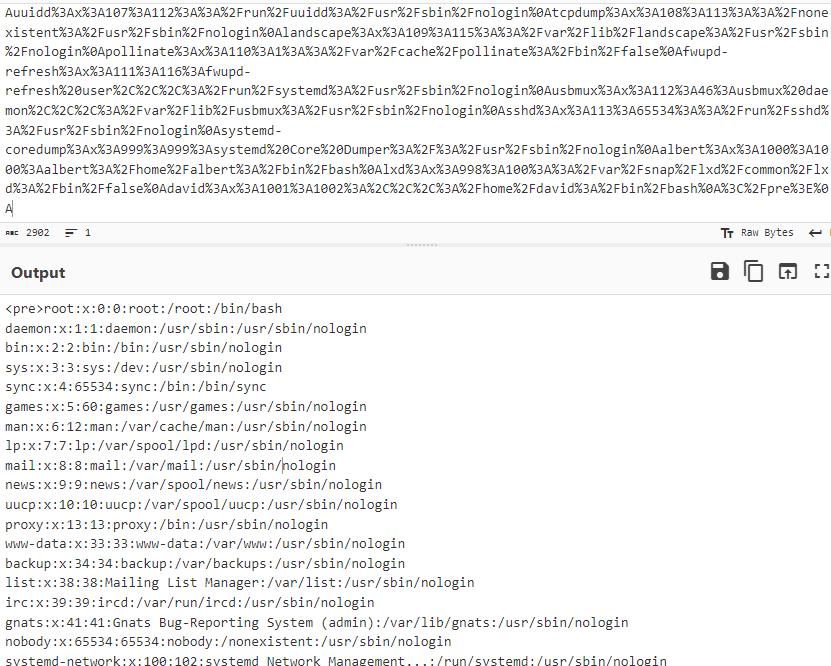 Auuidd%3Ax%3A107%3A112%3A%3A%2Frun%2Fuuidd%3A%2Fusr%2Fsbin%2Fnologin%0Atcpdump%3Ax%3A108%3A113%3A%3A%2Fnone
xistent%3A%2Fusr%2Fsbin%2Fnologin%0Alandscape%3Ax%3A109%3A115%3A%3A%2Fvar%2Flib%2Flandscape%3A%2Fusr%2Fsbin
%2Fnologin%0Apollinate%3Ax%3A110%3A1%3A%3A%2Fvar%2Fcache%2Fpollinate%3A%2Fbin%2Ffalse%0Afwupd-
refresh%3Ax%3A111%3A116%3Afwupd-
refresh%20user%2C%2C%2C%3A%2Frun%2Fsystemd%3A%2Fusr%2Fsbin%2Fnologin%0Ausbmux%3Ax%3A112%3A46%3Ausbmux%20dae
mon%2C%2C%2C%3A%2Fvar%2Flib%2Fusbmux%3A%2Fusr%2Fsbin%2Fnologin%0Asshd%3Ax%3A113%3A65534%3A%3A%2Frun%2Fsshd%
3A%2Fusr%2Fsbin%2Fnologin%0Asystemd-
coredump%3Ax%3A999%3A999%3Asystemd%20Core%20Dumper%3A%2F%3A%2Fusr%2Fsbin%2Fnologin%0Aalbert%3Ax%3A1000%3A10
00%3Aalbert%3A%2Fhome%2Falbert%3A%2Fbin%2Fbash%0Alxd%3Ax%3A998%3A100%3A%3A%2Fvar%2Fsnap%2Flxd%2Fcommon%2Flx
d%3A%2Fbin%2Ffalse%0Adavid%3Ax%3A1001%3A1002%3A%2C%2C%2C%3A%2Fhome%2Fdavid%3A%2Fbin%2Fbash%0A%3C%2Fpre%3E%0
A
ABC 2902 1 Tт Raw Bytes
Output
<pre>root:x:0:0:root:/root:/bin/bash
daemon:x:1:1:daemon:/usr/sbin:/usr/sbin/nologin
bin:x:2:2:bin:/bin:/usr/sbin/nologin
sys:x:3:3:sys:/dev:/usr/sbin/nologin
sync:x:4:65534:sync:/bin:/bin/sync
games:x:5:60:games:/usr/games:/usr/sbin/nologin
man:x:6:12:man:/var/cache/man:/usr/sbin/nologin
lp:x:7:7:lp:/var/spool/lpd:/usr/sbin/nologin
mail:x:8:8:mail:/var/mail:/usr/sbin/nologin
news:x:9:9:news:/var/spool/news:/usr/sbin/nologin
uucp:x:10:10:uucp:/var/spool/uucp:/usr/sbin/nologin
proxy:x:13:13:proxy:/bin:/usr/sbin/nologin
www-data:x:33:33:www-data:/var/www:/usr/sbin/nologin
backup:x:34:34:backup:/var/backups:/usr/sbin/nologin
list:x:38:38:Mailing List Manager:/var/list:/usr/sbin/nologin
irc:x:39:39:ircd:/var/run/ircd:/usr/sbin/nologin
gnats:x:41:41:Gnats Bug-Reporting System (admin):/var/lib/gnats:/usr/sbin/nologin
nobody:x:65534:65534:nobody:/nonexistent:/usr/sbin/nologin
systemd-network:x:100:102:systemd Network Management,,,:/run/systemd:/usr/sbin/nologin